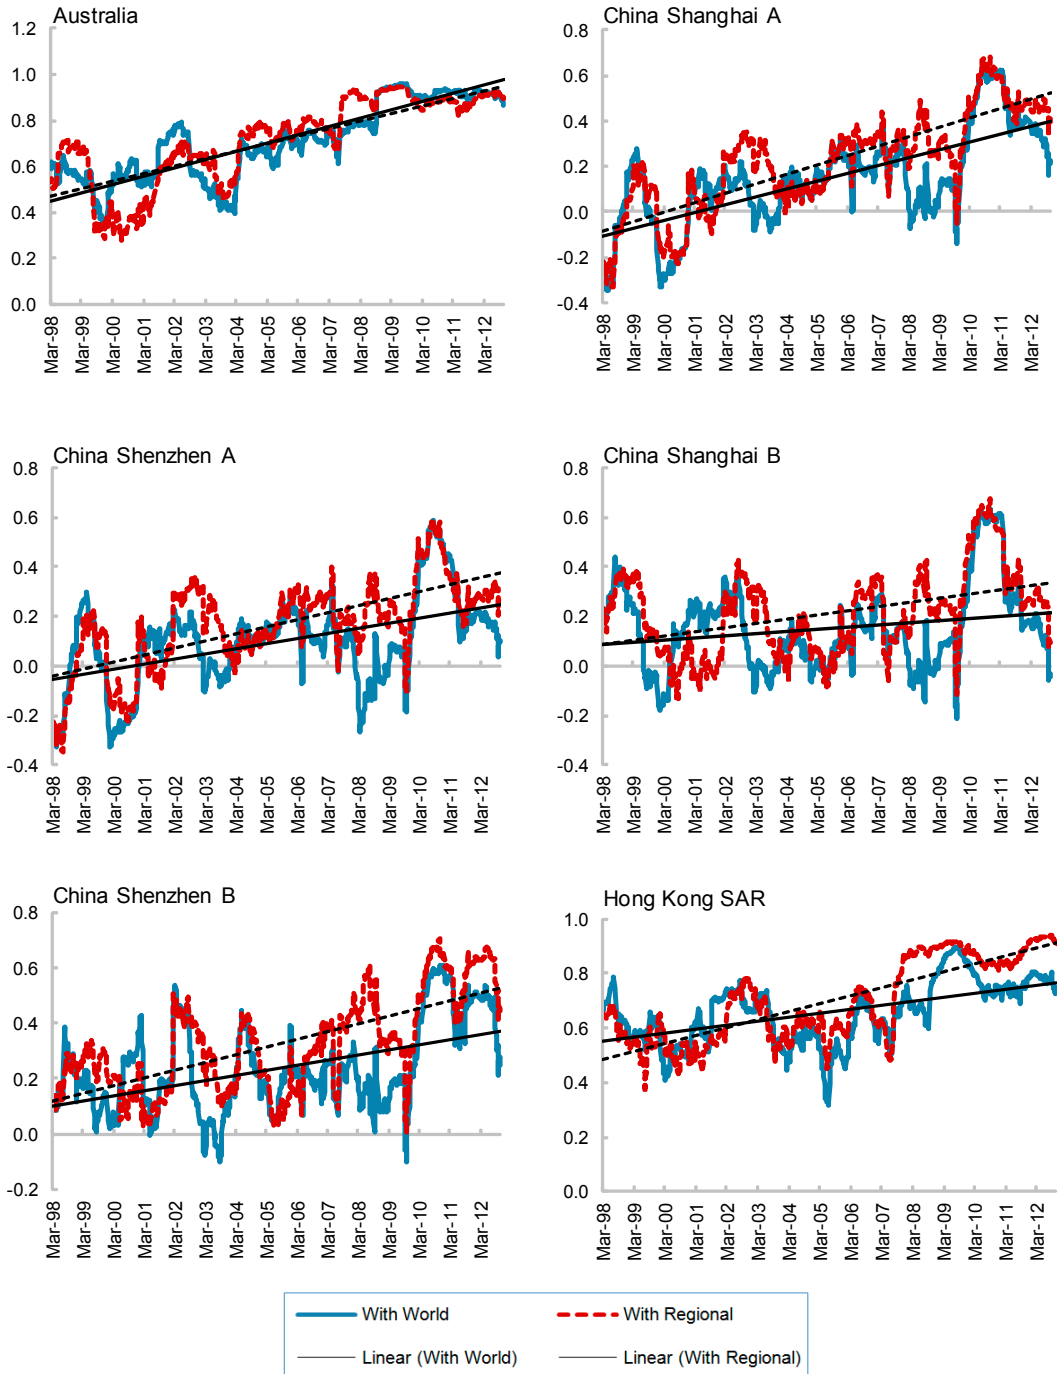 Australia
1.2
1.0
0.8
0.6
0.4
0.2
0.0
Mar-98
Mar-99
Mar-00
Mar-01
Mar-02
Mar-03
Mar-04
Mar-05
Mar-06
Mar-07
Mar-08
Mar-09
Mar-10
Mar-11
Mar-12
China Shanghai A
0.8
0.6
0.4
0.2
0.0
-0.2
-0.4
Mar-98
Mar-99
Mar-00
Mar-01
Mar-02
Mar-03
Mar-04
Mar-05
Mar-06
Mar-07
Mar-08
Mar-09
Mar-10
Mar-11
Mar-12
China Shenzhen A
0.8
0.6
0.4
0.2
0.0
-0.2
-0.4
Mar-98
Mar-99
Mar-00
Mar-01
Mar-02
Mar-03
Mar-04
Mar-05
Mar-06
Mar-07
Mar-08
Mar-09
Mar-10
Mar-11
Mar-12
China Shanghai B
0.8
0.6
0.4
0.2
0.0
-0.2
-0.4
Mar-98
Mar-99
Mar-00
Mar-01
Mar-02
Mar-03
Mar-04
Mar-05
Mar-06
Mar-07
Mar-08
Mar-09
Mar-10
Mar-11
Mar-12
China Shenzhen B
0.8
0.6
0.4
0.2
0.0
-0.2
Mar-98
Mar-99
Mar-00
Mar-01
Mar-02
Mar-03
Mar-04
Mar-05
Mar-06
Mar-07
Mar-08
Mar-09
Mar-10
Mar-11
Mar-12
Hong Kong SAR
1.0
0.8
0.6
0.4
0.2
0.0
Mar-98
Mar-99
Mar-00
Mar-01
Mar-02
Mar-03
Mar-04
Mar-05
Mar-06
Mar-07
Mar-08
Mar-09
Mar-10
Mar-11
Mar-12
With World
With Regional
Linear (With World)
Linear (With Regional)